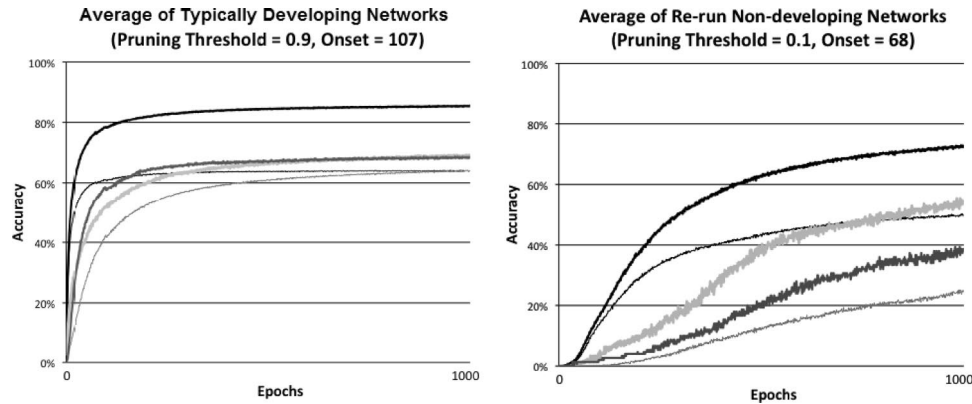 Average of Typically Developing Networks
(Pruning Threshold = 0.9, Onset = 107)
100%
80%
60%
40%
20%
0%
Accuracy
0
1000
Epochs
Average of Re-run Non-developing Networks
(Pruning Threshold = 0.1, Onset = 68)
100%
80%
60%
40%
20%
0%
Accuracy
0
1000
Epochs